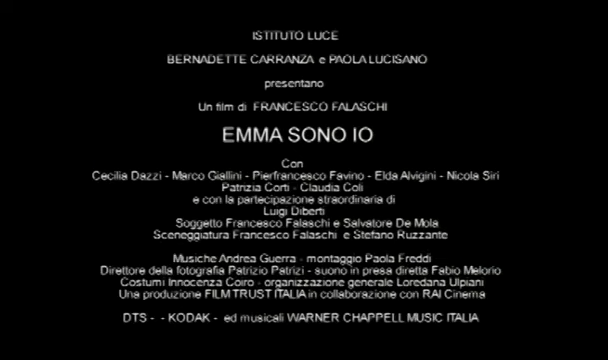 ISTITUTO LUCE
BERNADETTE CARRANZA e PAOLA LUCISANO
presentano
Un film di FRANCESCO FALASCHI
EMMA SONO IO
Con
Cecilia Dazzi - Marco Giallini - Pierfrancesco Favino - Elda Alvigini - Nicola Siri
Patrizia Corti - Claudia Coli
e con la partecipazione straordinaria di
Luigi Diberti
Soggetto Francesco Falaschi e Salvatore De Mola
Sceneggiatura Francesco Falaschi e Stefano Ruzzante
Musiche Andrea Guerra - montaggio Paola Freddi
Direttore della fotografia Patrizio Patrizi - suono in presa diretta Fabio Melorio
Costumi Innocenza Coiro - organizzazione generale Loredana Ulpiani
Una produzione FILM TRUST ITALIA in collaborazione con RAI Cinema
DTS - - KODAK - ed musicali WARNER CHAPPELL MUSIC ITALIA